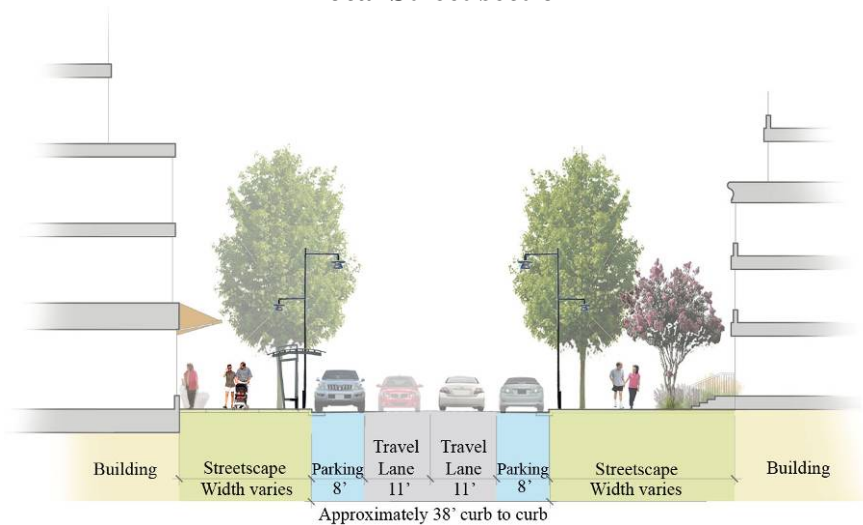 Building
Streetscape
Width varies
Parking
8'
Travel
Lane
11'
Travel
Lane
11'
Parking
8'
Streetscape
Width varies
Building
Approximately 38' curb to curb